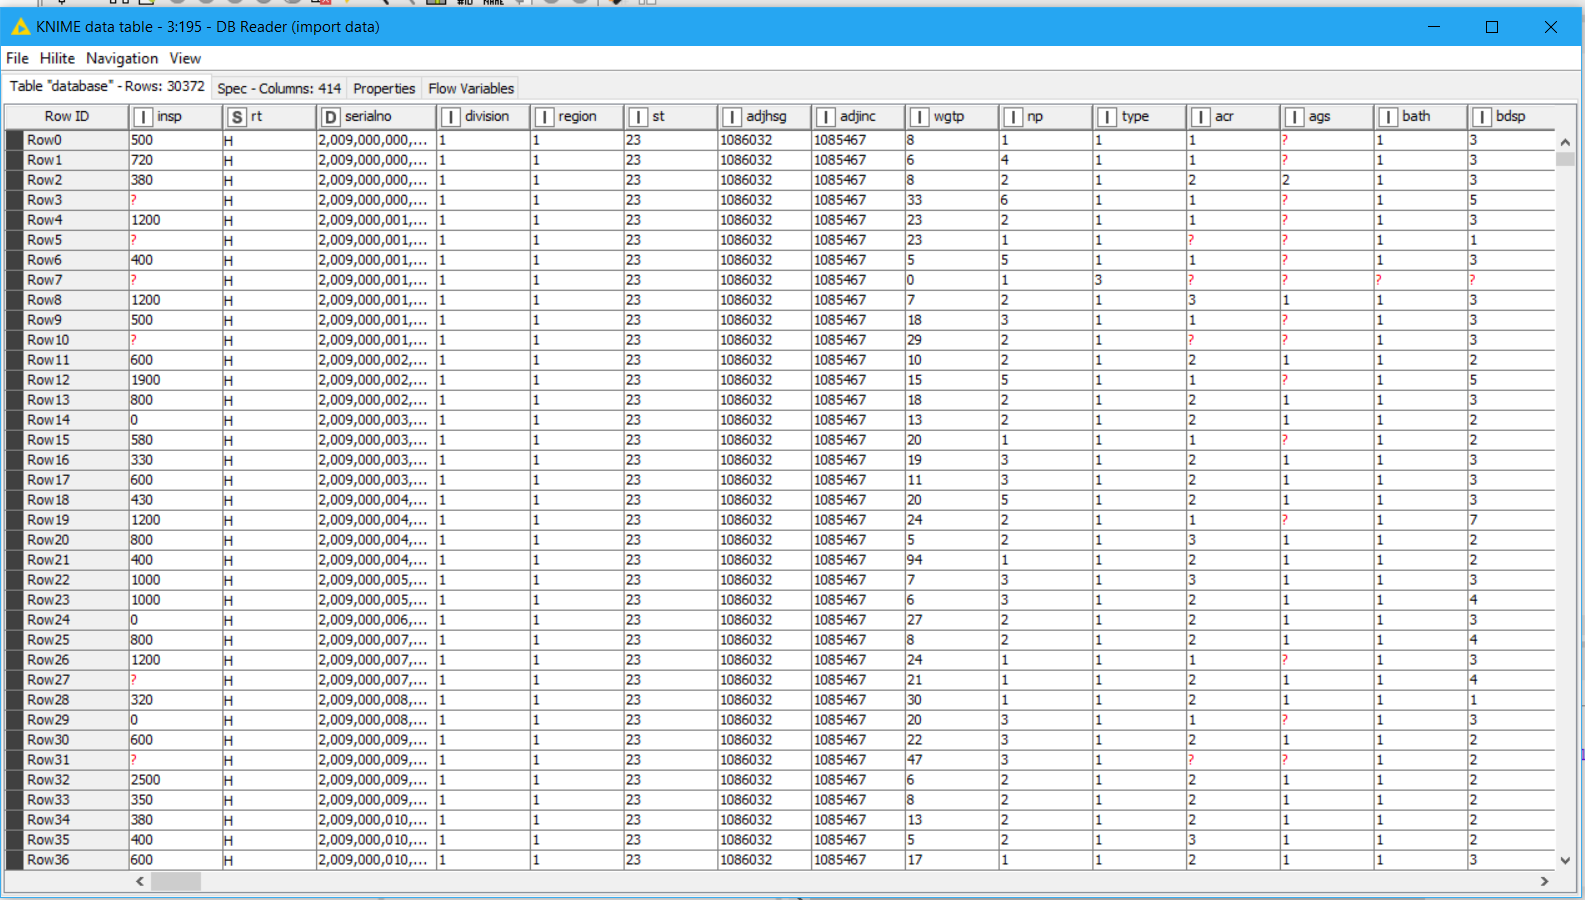 KNIME data table - 3:195 - DB Reader (import data)
File Hilite Navigation View
Table "database" - Rows: 30372 Spec - Columns: 414 Properties Flow Variables
Row ID I insp S rt D serialno I division I region I st I adjhsg I adjinc I wgtp I np I type I acr I ags I bath I bdsp
Row0 500 H 2,009,000,000,... 1 1 23 1086032 1085467 8 1 1 1 ? 1 3
Row1 720 H 2,009,000,000,... 1 1 23 1086032 1085467 6 4 1 1 ? 1 3
Row2 380 H 2,009,000,000,... 1 1 23 1086032 1085467 8 2 1 2 2 1 3
Row3 ? H 2,009,000,000,... 1 1 23 1086032 1085467 33 6 1 1 ? 1 5
Row4 1200 H 2,009,000,001,... 1 1 23 1086032 1085467 23 2 1 1 ? 1 3
Row5 ? H 2,009,000,001,... 1 1 23 1086032 1085467 23 1 1 ? ? 1 1
Row6 400 H 2,009,000,001,... 1 1 23 1086032 1085467 5 5 1 1 ? 1 3
Row7 ? H 2,009,000,001,... 1 1 23 1086032 1085467 0 1 3 ? ? ? ?
Row8 1200 H 2,009,000,001,... 1 1 23 1086032 1085467 7 2 1 3 1 1 3
Row9 500 H 2,009,000,001,... 1 1 23 1086032 1085467 18 3 1 1 ? 1 3
Row10 ? H 2,009,000,001,... 1 1 23 1086032 1085467 29 2 1 ? ? 1 3
Row11 600 H 2,009,000,002,... 1 1 23 1086032 1085467 10 2 1 2 1 1 2
Row12 1900 H 2,009,000,002,... 1 1 23 1086032 1085467 15 5 1 1 ? 1 5
Row13 800 H 2,009,000,002,... 1 1 23 1086032 1085467 18 2 1 2 1 1 3
Row14 0 H 2,009,000,003,... 1 1 23 1086032 1085467 13 2 1 2 1 1 2
Row15 580 H 2,009,000,003,... 1 1 23 1086032 1085467 20 1 1 1 ? 1 2
Row16 330 H 2,009,000,003,... 1 1 23 1086032 1085467 19 3 1 2 1 1 3
Row17 600 H 2,009,000,003,... 1 1 23 1086032 1085467 11 3 1 2 1 1 3
Row18 430 H 2,009,000,004,... 1 1 23 1086032 1085467 20 5 1 2 1 1 3
Row19 1200 H 2,009,000,004,... 1 1 23 1086032 1085467 24 2 1 1 ? 1 7
Row20 800 H 2,009,000,004,... 1 1 23 1086032 1085467 5 2 1 3 1 1 2
Row21 400 H 2,009,000,004,... 1 1 23 1086032 1085467 94 1 1 2 1 1 2
Row22 1000 H 2,009,000,005,... 1 1 23 1086032 1085467 7 3 1 3 1 1 3
Row23 1000 H 2,009,000,005,... 1 1 23 1086032 1085467 6 3 1 2 1 1 4
Row24 0 H 2,009,000,006,... 1 1 23 1086032 1085467 27 2 1 2 1 1 3
Row25 800 H 2,009,000,007,... 1 1 23 1086032 1085467 8 2 1 2 1 1 4
Row26 1200 H 2,009,000,007,... 1 1 23 1086032 1085467 24 1 1 1 ? 1 3
Row27 ? H 2,009,000,007,... 1 1 23 1086032 1085467 21 1 1 2 1 1 4
Row28 320 H 2,009,000,008,... 1 1 23 1086032 1085467 30 1 1 2 1 1 1
Row29 0 H 2,009,000,008,... 1 1 23 1086032 1085467 20 3 1 1 ? 1 3
Row30 600 H 2,009,000,009,... 1 1 23 1086032 1085467 22 3 1 2 1 1 2
Row31 ? H 2,009,000,009,... 1 1 23 1086032 1085467 47 3 1 ? ? 1 2
Row32 2500 H 2,009,000,009,... 1 1 23 1086032 1085467 6 2 1 2 1 1 2
Row33 350 H 2,009,000,009,... 1 1 23 1086032 1085467 8 2 1 2 1 1 2
Row34 380 H 2,009,000,010,... 1 1 23 1086032 1085467 13 2 1 2 1 1 2
Row35 400 H 2,009,000,010,... 1 1 23 1086032 1085467 5 2 1 3 1 1 2
Row36 600 H 2,009,000,010,... 1 1 23 1086032 1085467 17 1 1 2 1 1 3